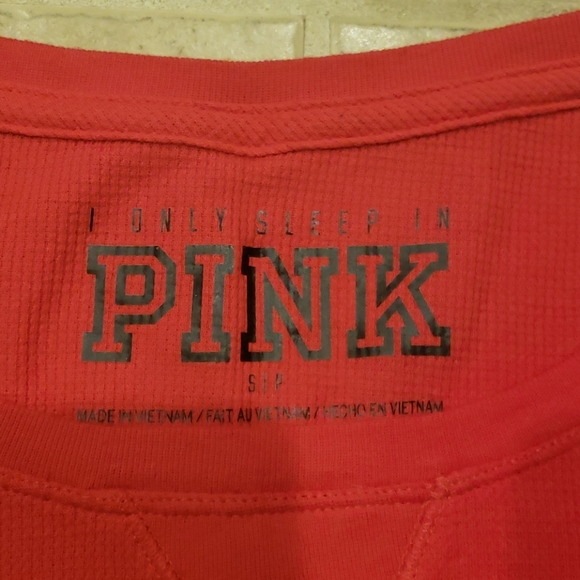 I ONLY SLEEP IN
PINK
S/P
MADE IN VIETNAM / FAIT AU VIETNAM / HECHO EN VIETNAM